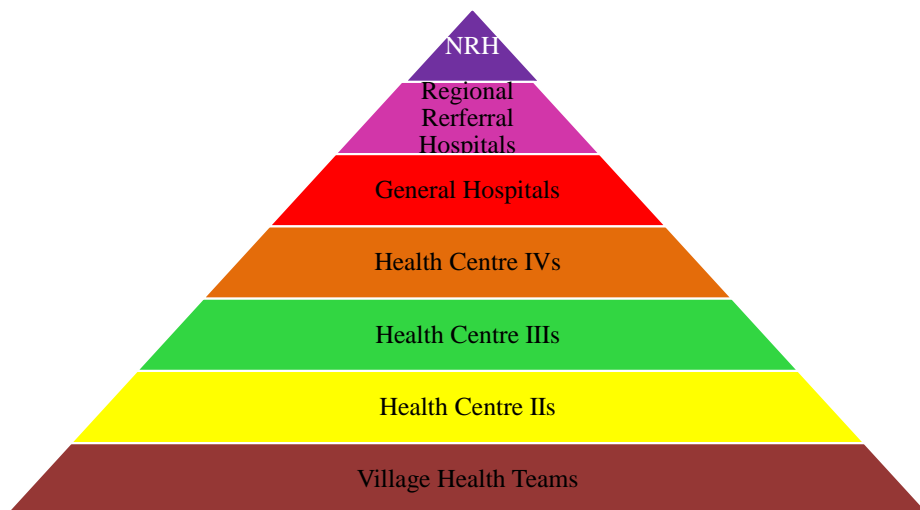 NRH
Regional
Rerferral
Hospitals
General Hospitals
Health Centre IVs
Health Centre IIIs
Health Centre IIs
Village Health Teams